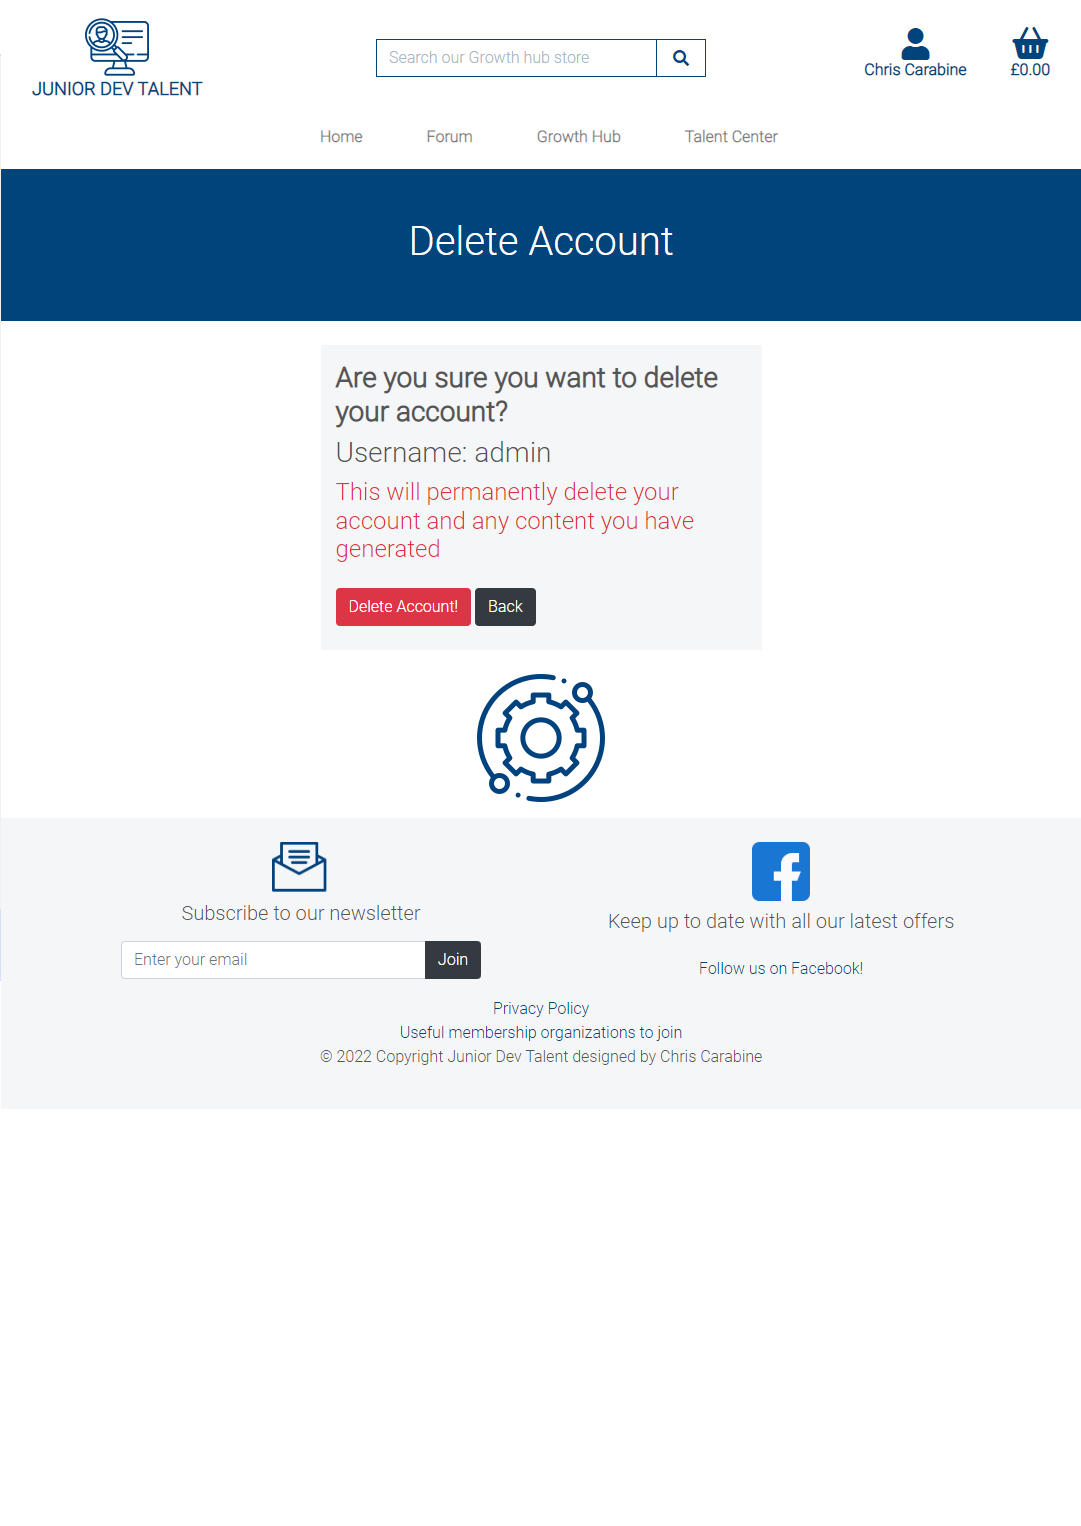 JUNIOR DEV TALENT
Search our Growth hub store
Chris Carabine
£0.00
Home
Forum
Growth Hub
Talent Center
Delete Account
Are you sure you want to delete
your account?
Username: admin
This will permanently delete your
account and any content you have
generated
Delete Account!
Back
Subscribe to our newsletter
Enter your email
Join
Keep up to date with all our latest offers
Follow us on Facebook!
Privacy Policy
Useful membership organizations to join
© 2022 Copyright Junior Dev Talent designed by Chris Carabine